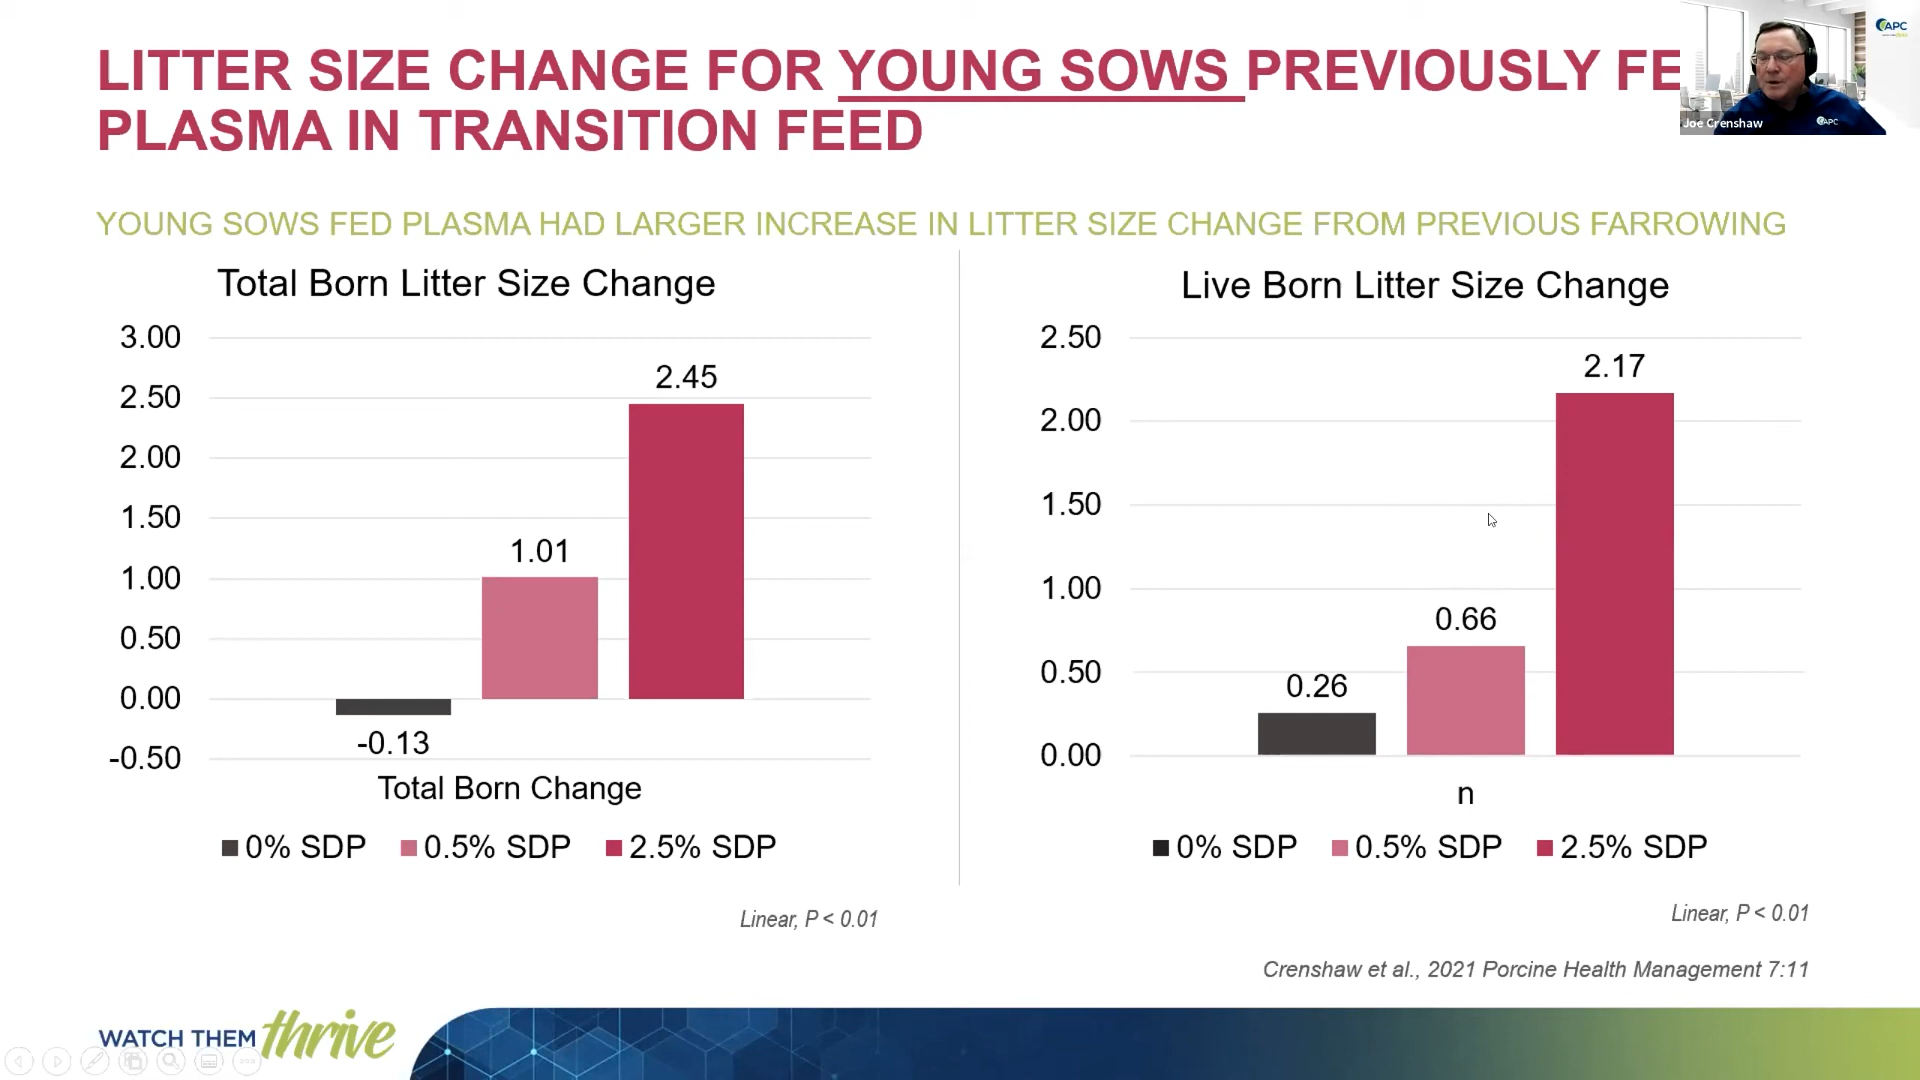 LITTER SIZE CHANGE FOR YOUNG SOWS PREVIOUSLY FE
PLASMA IN TRANSITION FEED
APC
Joe Crenshaw
APC
YOUNG SOWS FED PLASMA HAD LARGER INCREASE IN LITTER SIZE CHANGE FROM PREVIOUS FARROWING
Total Born Litter Size Change
3.00
2.50
2.00
1.50
1.00
0.50
0.00
-0.50
2.45
1.01
-0.13
Total Born Change
0% SDP 0.5% SDP 2.5% SDP
Linear, P < 0.01
Live Born Litter Size Change
2.50
2.00
1.50
1.00
0.50
0.00
2.17
0.66
0.26
n
0% SDP 0.5% SDP 2.5% SDP
Linear, P < 0.01
Crenshaw et al., 2021 Porcine Health Management 7:11
WATCH THEM thrive